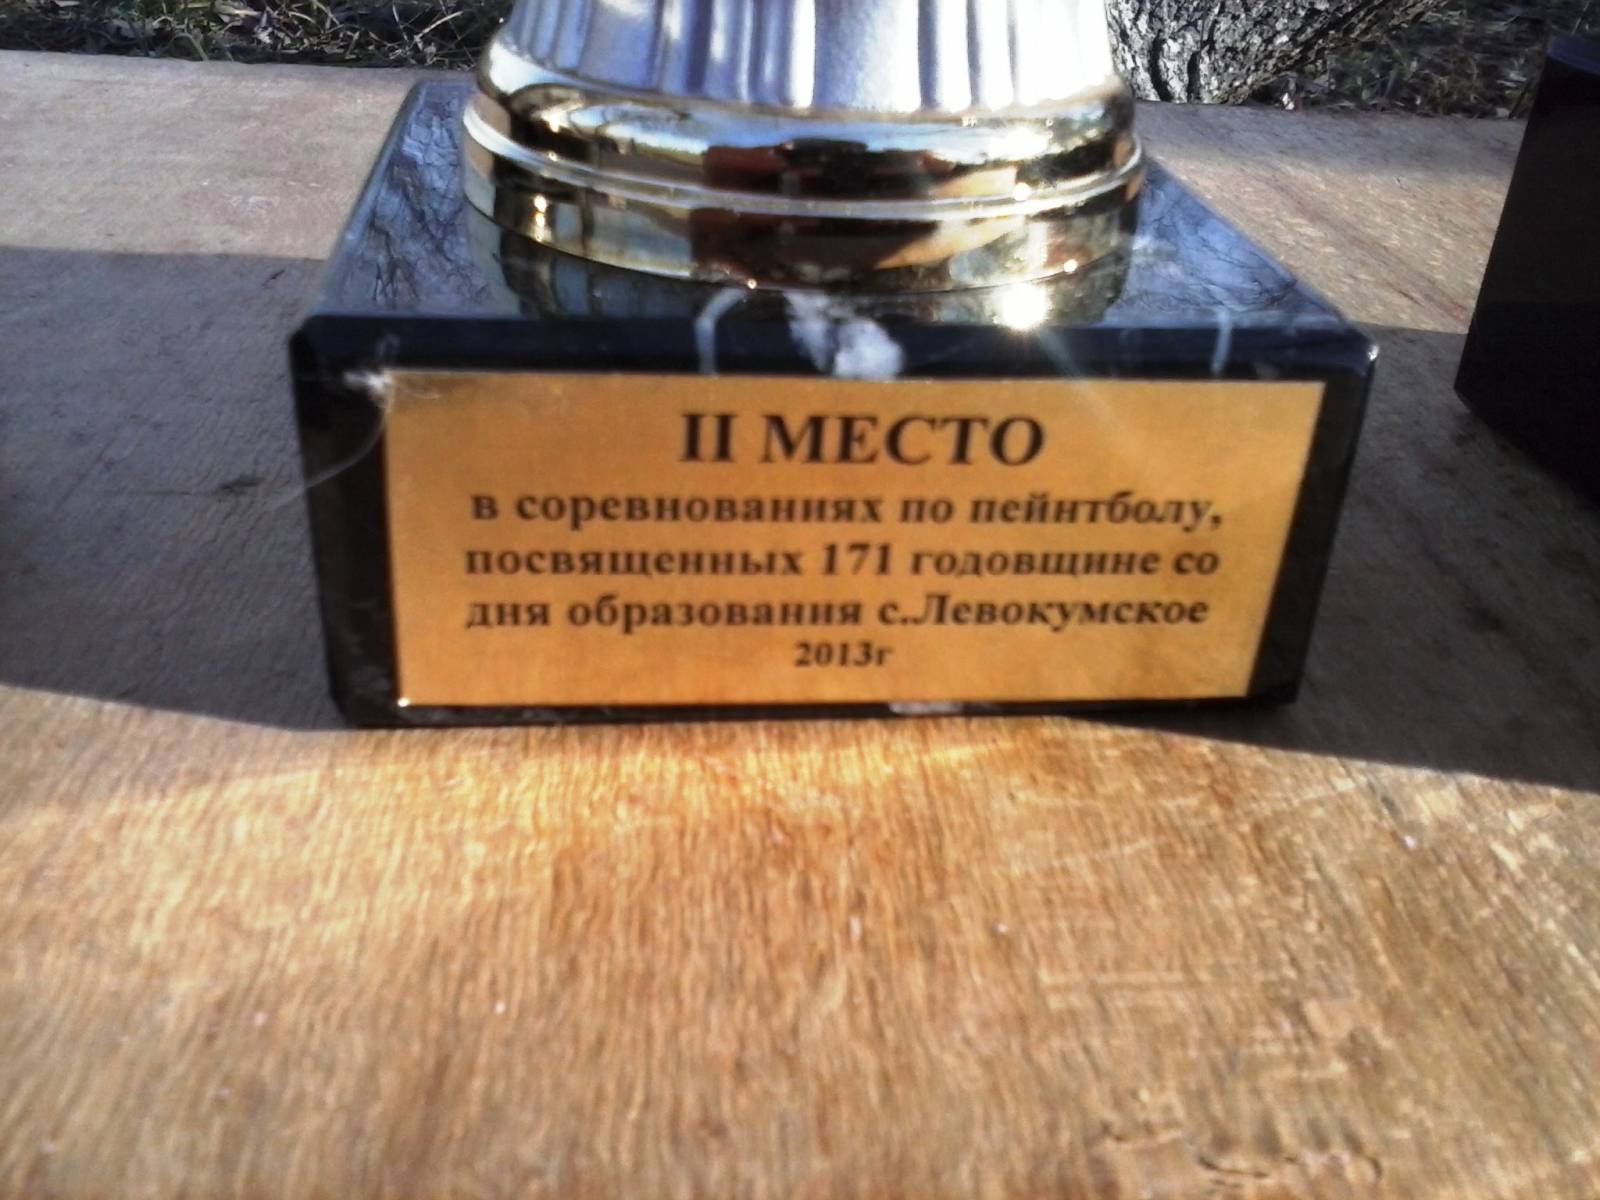 II МЕСТО
в соревнованиях по пейнтболу,
посвященных 171 годовщине со
дня образования с.Левокумское
2013г